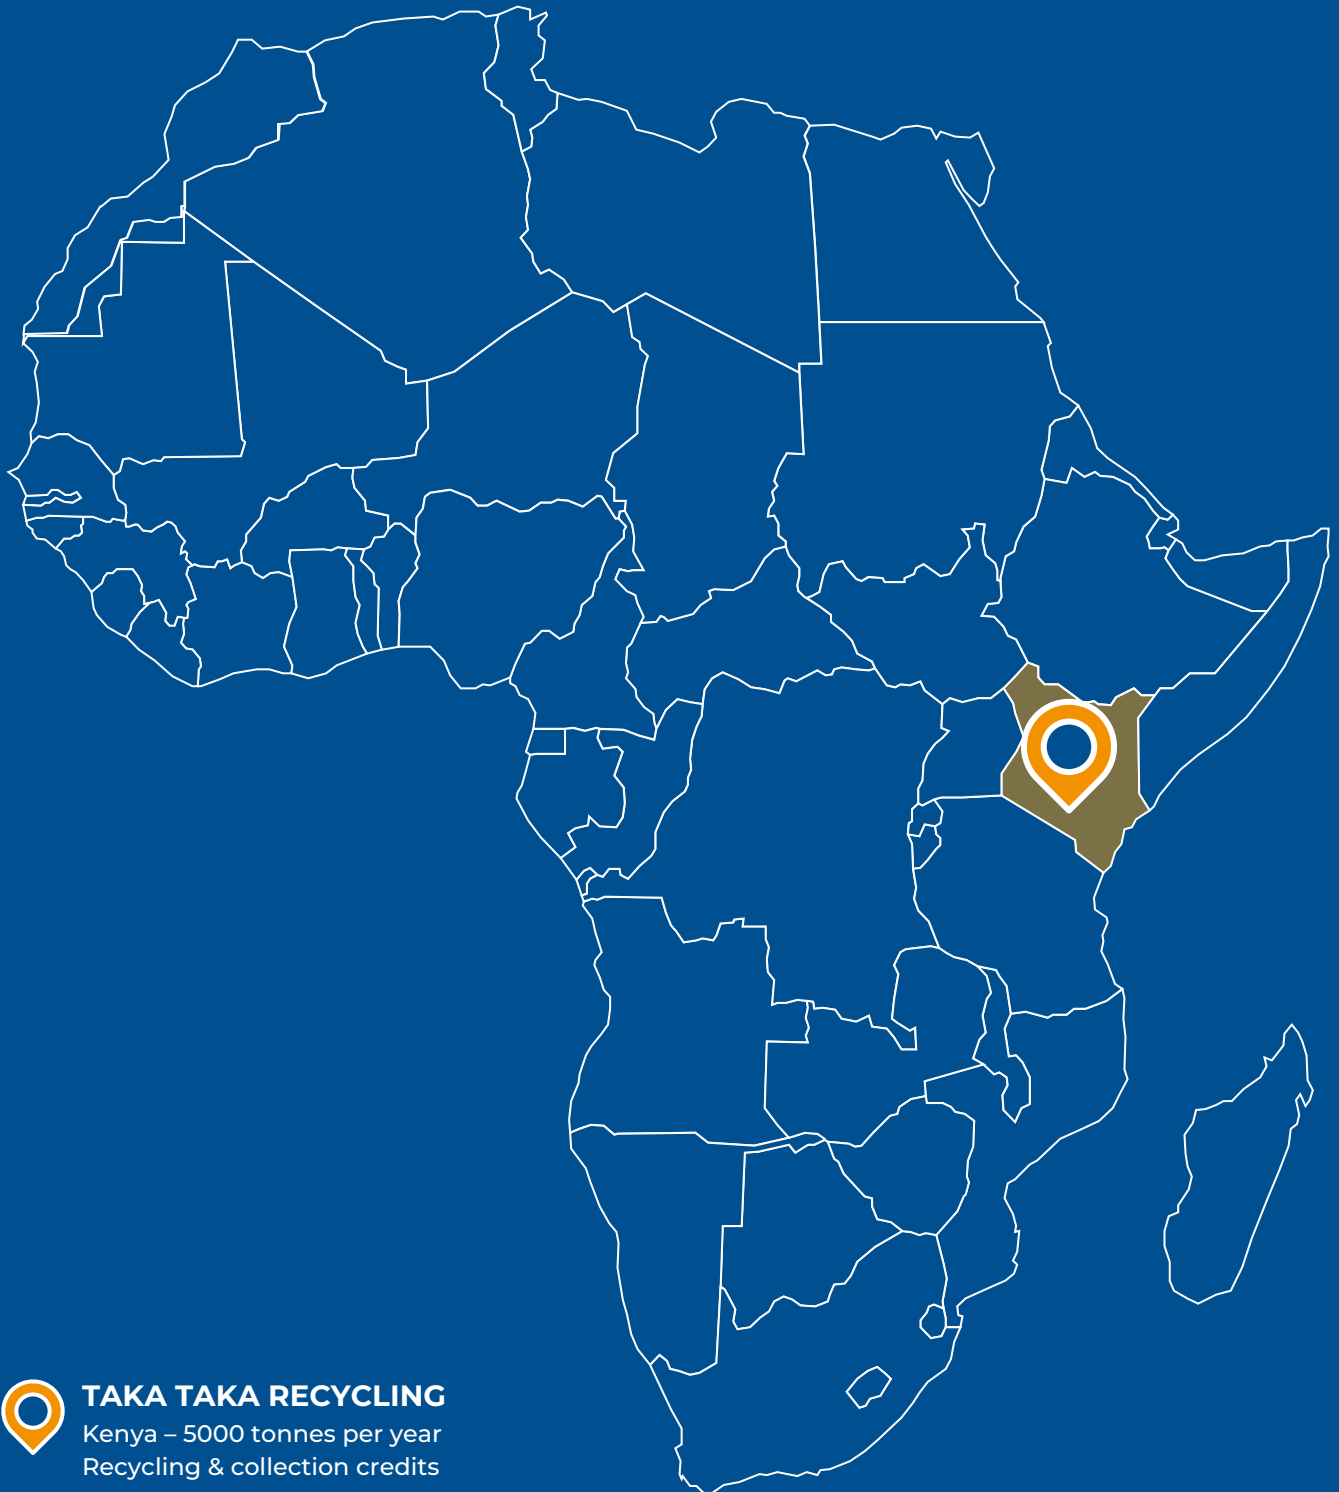 TAKA TAKA RECYCLING
Kenya – 5000 tonnes per year
Recycling & collection credits